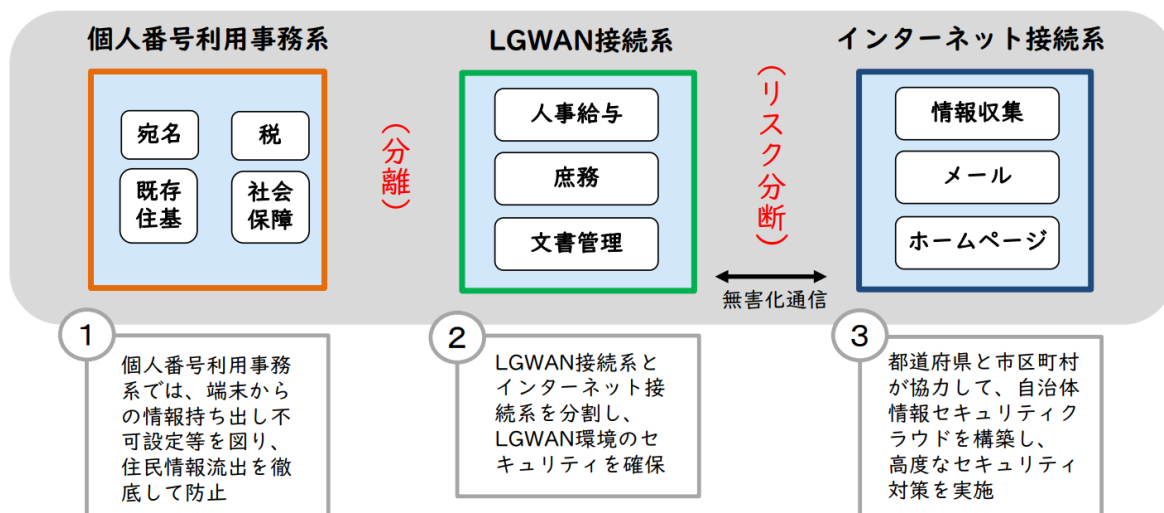 個人番号利用事務系
LGWAN接続系
インターネット接続系
宛名
税
既存
住基
社会
保障
(分離)
人事給与
庶務
文書管理
(リスク分断)
無害化通信
情報収集
メール
ホームページ
1
個人番号利用事務
系では、端末から
の情報持ち出し不
可設定等を図り、
住民情報流出を徹
底して防止
2
LGWAN接続系と
インターネット接
続系を分割し、
LGWAN環境のセ
キュリティを確保
3
都道府県と市区町村
が協力して、自治体
情報セキュリティク
ラウドを構築し、
高度なセキュリティ
対策を実施